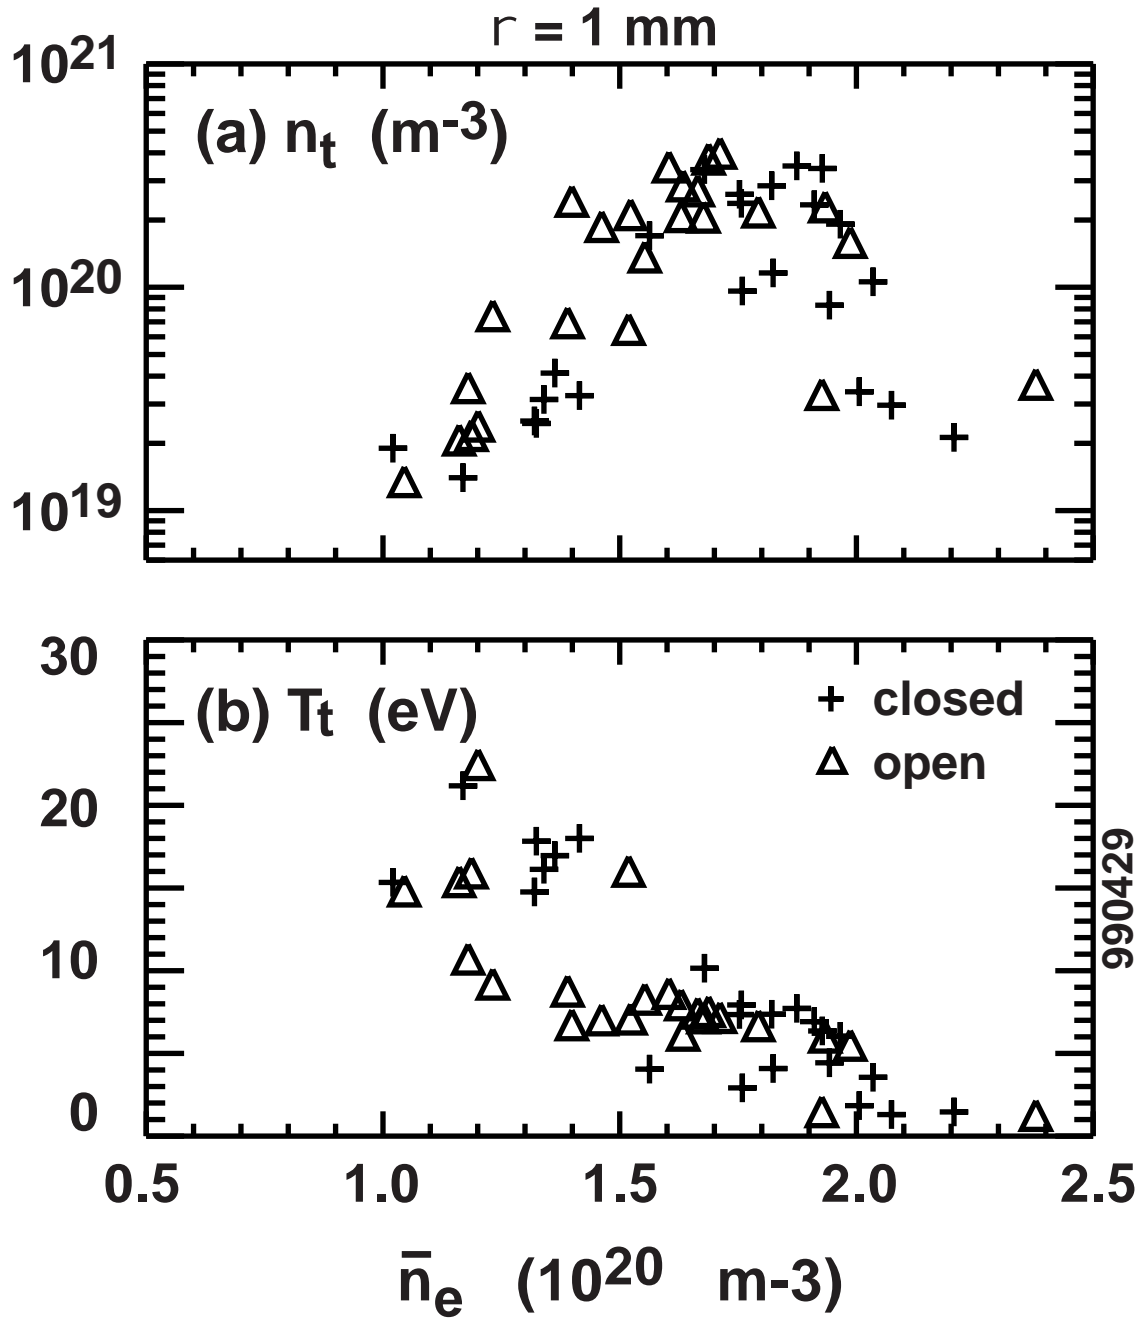 r = 1 mm
10²¹
(a) nₜ (m⁻³)
10²⁰
10¹⁹
30
(b) Tₜ (eV)
closed
open
20
10
0
990429
0.5 1.0 1.5 2.0 2.5
n̄ₑ (10²⁰ m-3)